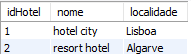 idHotel nome localidade
1 hotel city Lisboa
2 resort hotel Algarve